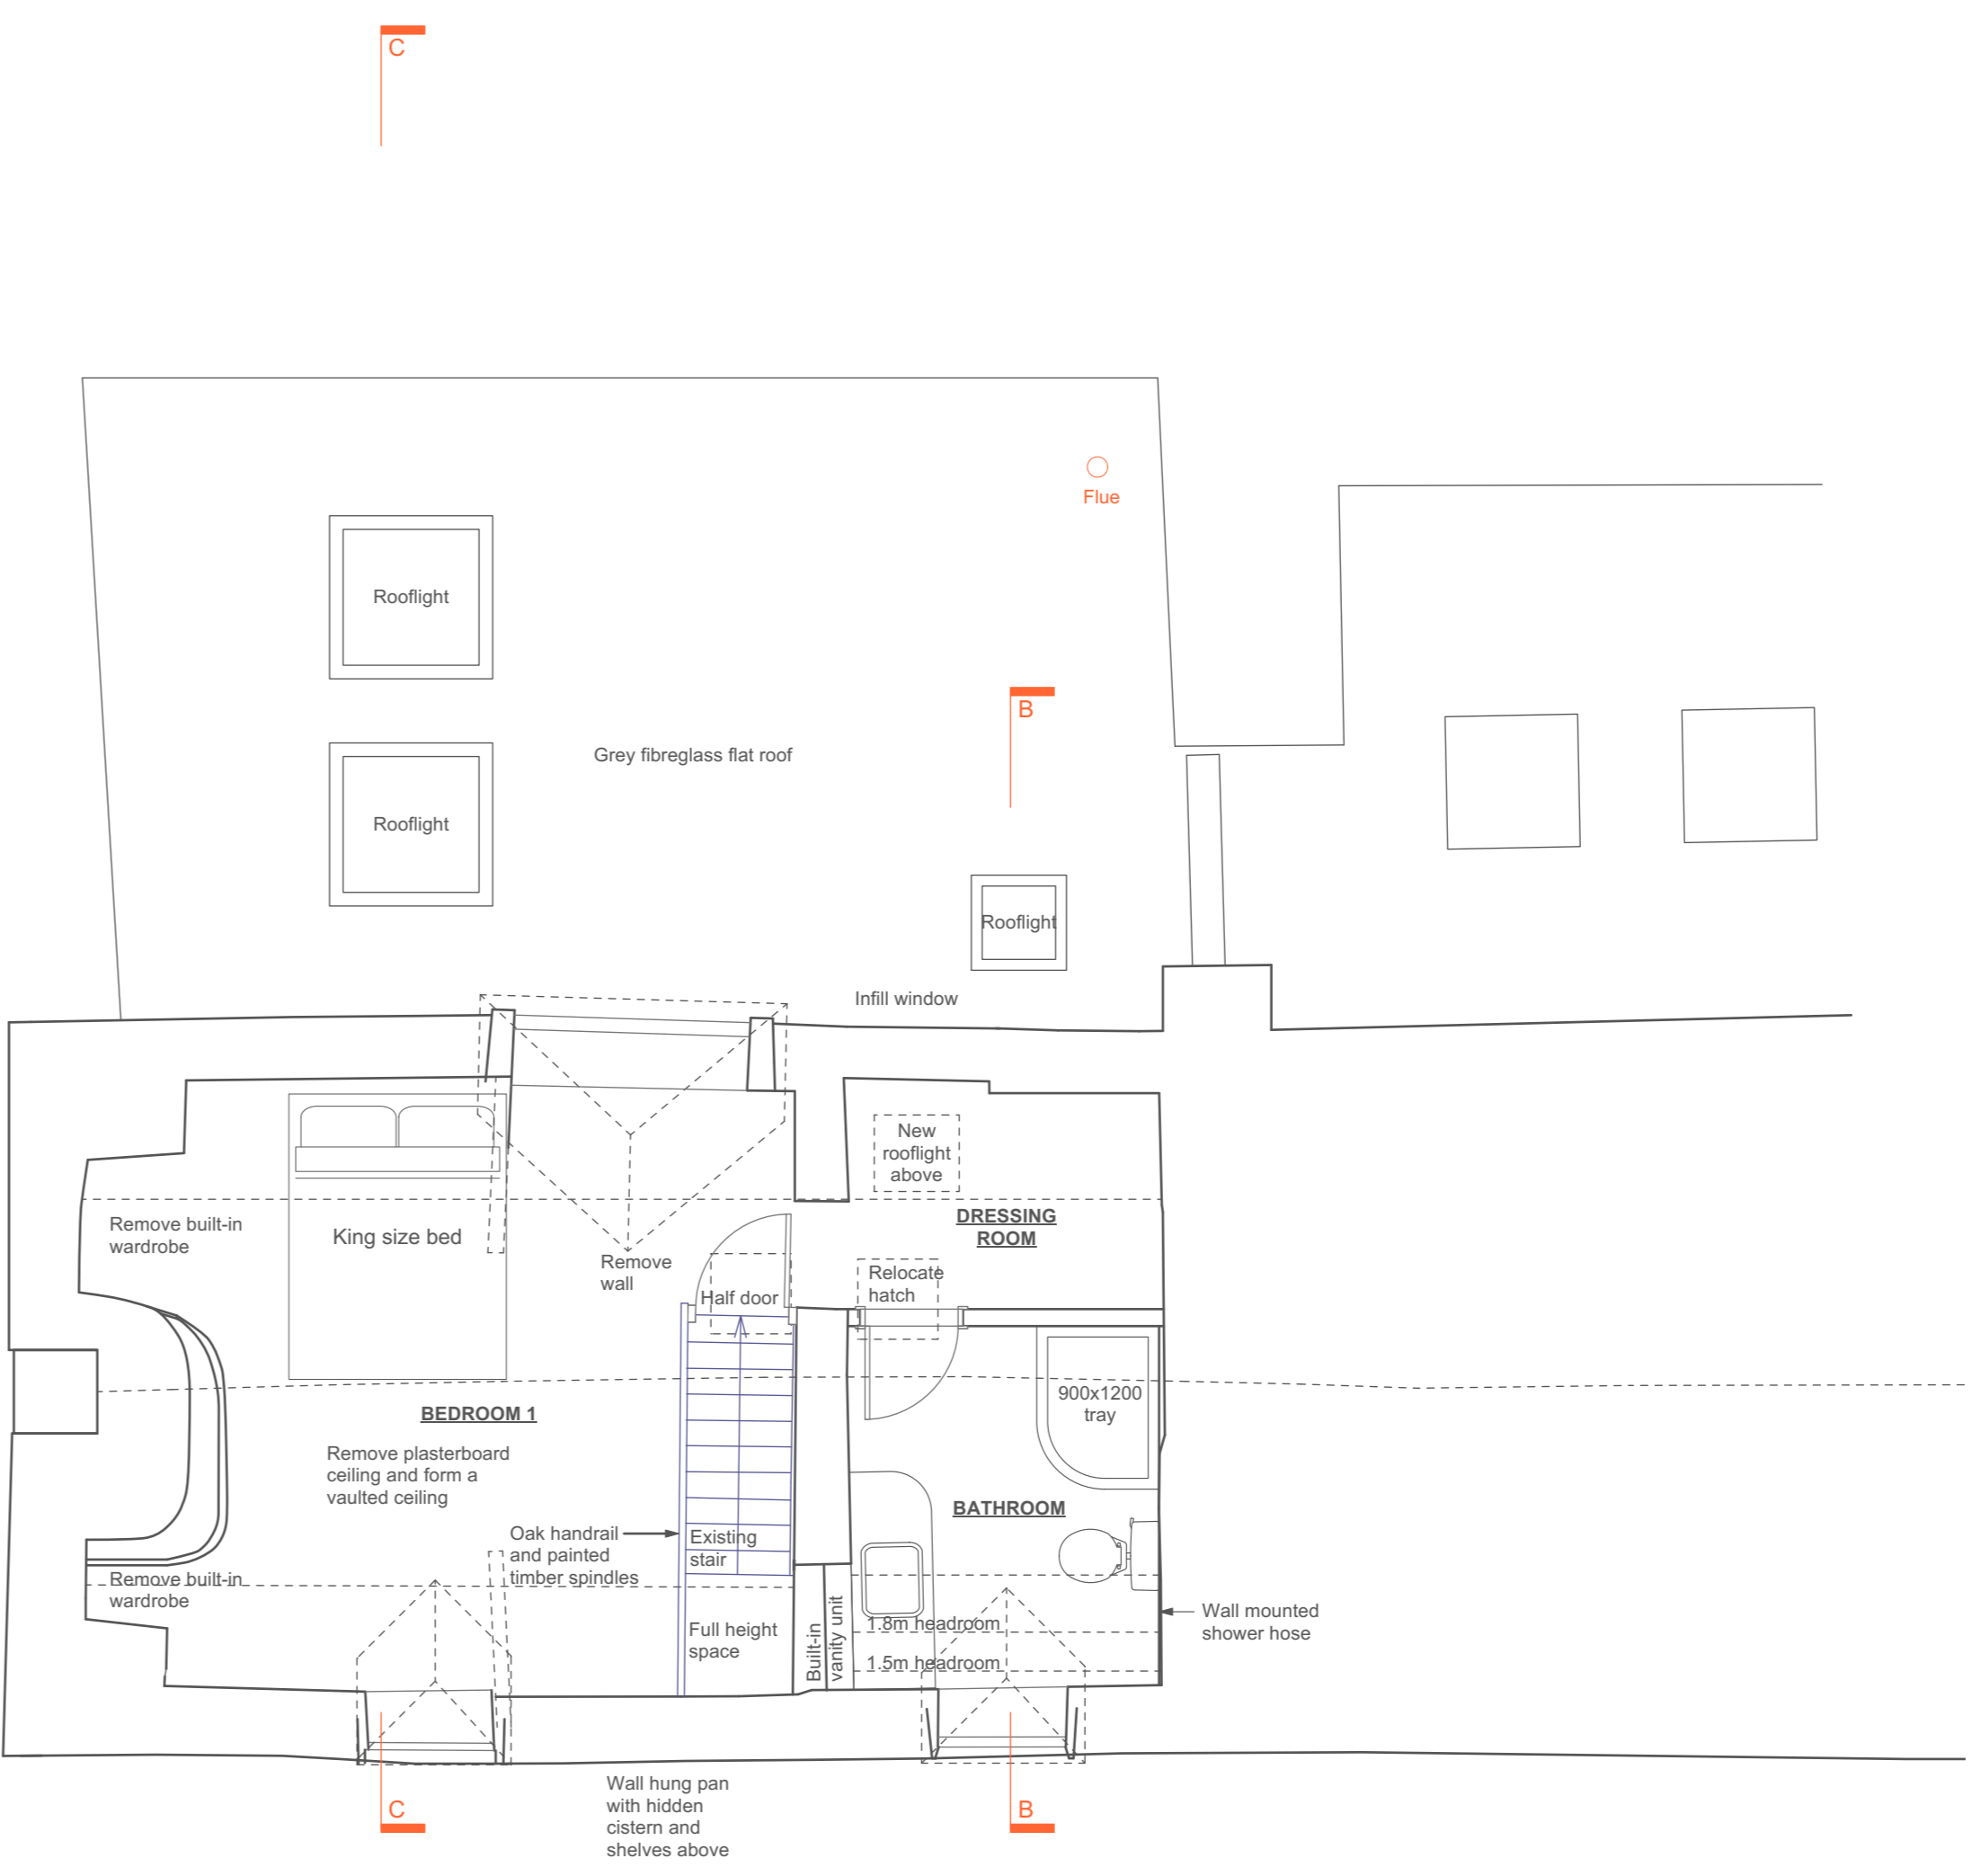 C
Flue
Rooflight
B
Grey fibreglass flat roof
Rooflight
Rooflight
Infill window
New
rooflight
above
Remove built-in
wardrobe
King size bed
DRESSING
ROOM
Remove
wall
Relocate
hatch
Half door
900x1200
tray
BEDROOM 1
Remove plasterboard
ceiling and form a
vaulted ceiling
BATHROOM
Oak handrail
and painted
timber spindles
Existing
stair
Remove built-in
wardrobe
Full height
space
Built-in
vanity unit
1.8m headroom
1.5m headroom
Wall mounted
shower hose
Wall hung pan
with hidden
cistern and
shelves above
C
B